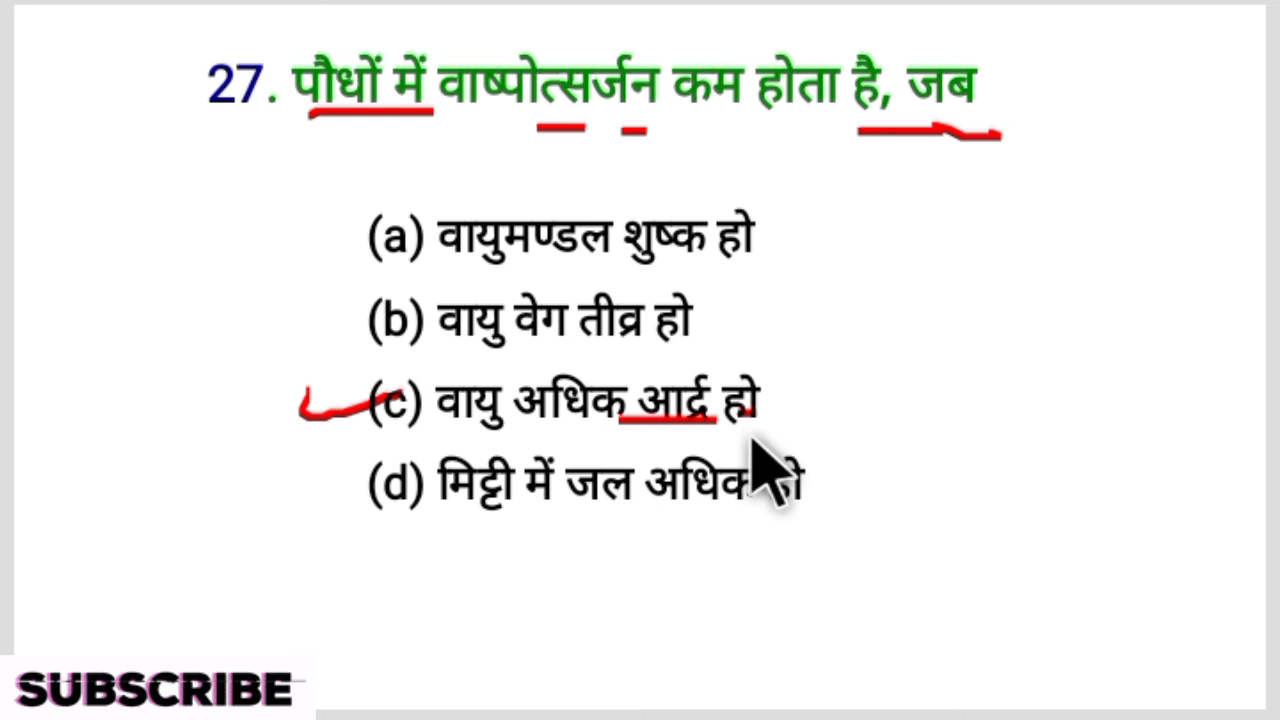 27. पौधों में वाष्पोत्सर्जन कम होता है, जब
(a) वायुमण्डल शुष्क हो
(b) वायु वेग तीव्र हो
(c) वायु अधिक आर्द्र हो
(d) मिट्टी में जल अधिक हो
SUBSCRIBE